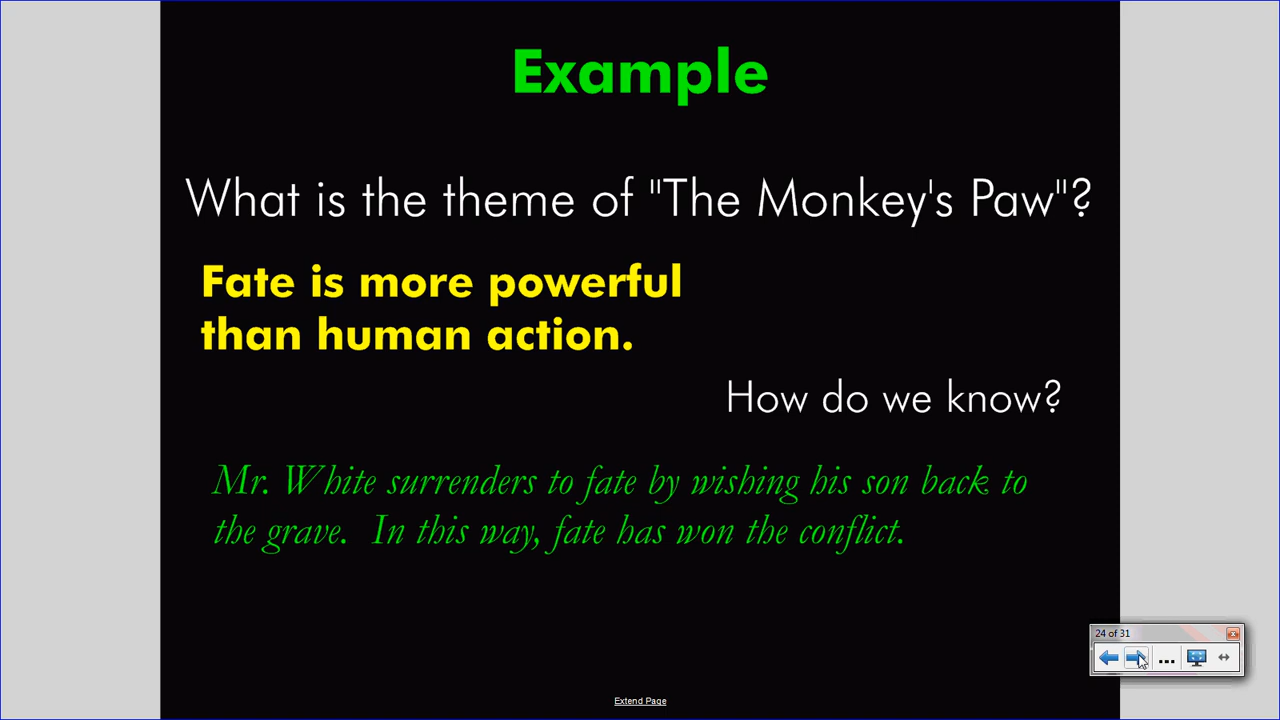 Example
What is the theme of "The Monkey's Paw"?
Fate is more powerful
than human action.
How do we know?
Mr. White surrenders to fate by wishing his son back to
the grave.  In this way, fate has won the conflict.
24 of 31
...
Extend Page